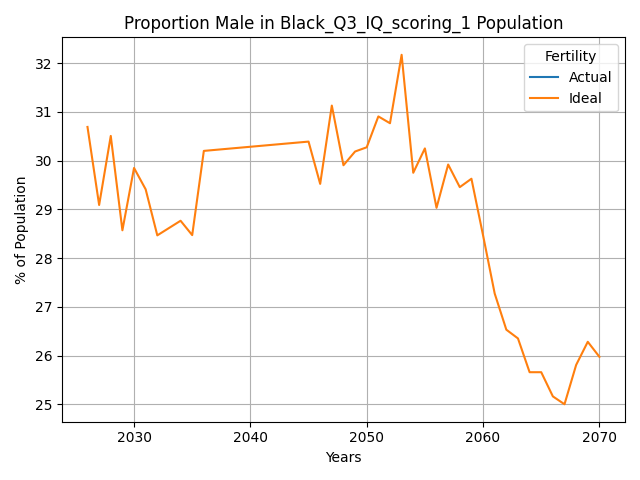 Proportion Male in Black_Q3_IQ_scoring_1 Population
Fertility
Actual
Ideal
% of Population
32
31
30
29
28
27
26
25
2030 2040 2050 2060 2070
Years